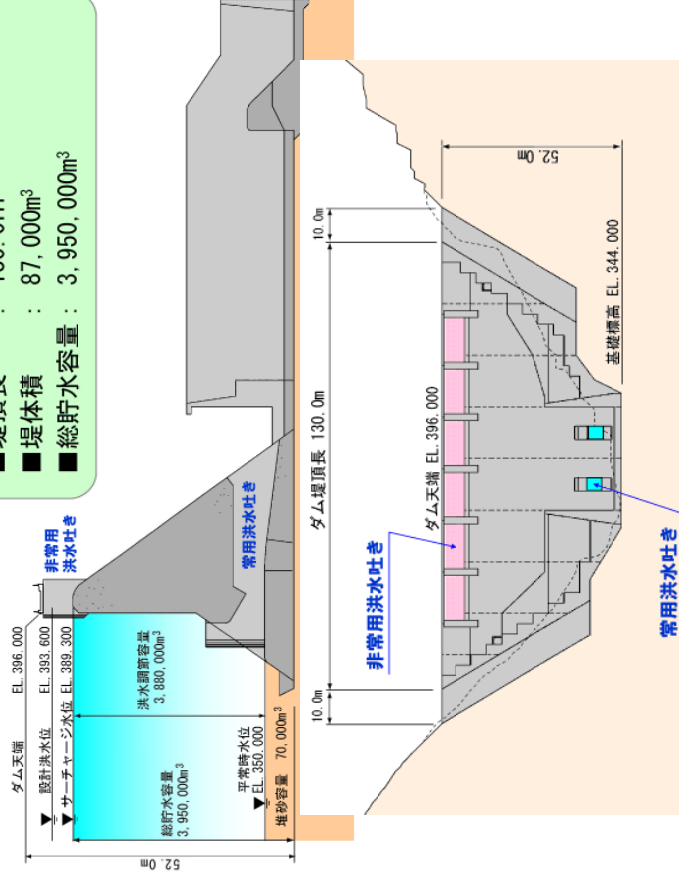 ■堤体積 : 87,000m³
■総貯水容量 : 3,950,000m³
ダム天端 EL. 396.000
設計洪水位 EL. 393.600
サーチャージ水位 EL. 389.300
非常用
洪水吐き
洪水調節容量
3,880,000m³
総貯水容量
3,950,000m³
常用洪水吐き
平常時水位
EL. 350.000
堆砂容量 70,000m³
52.0m
10.0m
ダム堤頂長 130.0m
10.0m
非常用洪水吐き
ダム天端 EL. 396.000
52.0m
基礎標高 EL. 344.000
常用洪水吐き